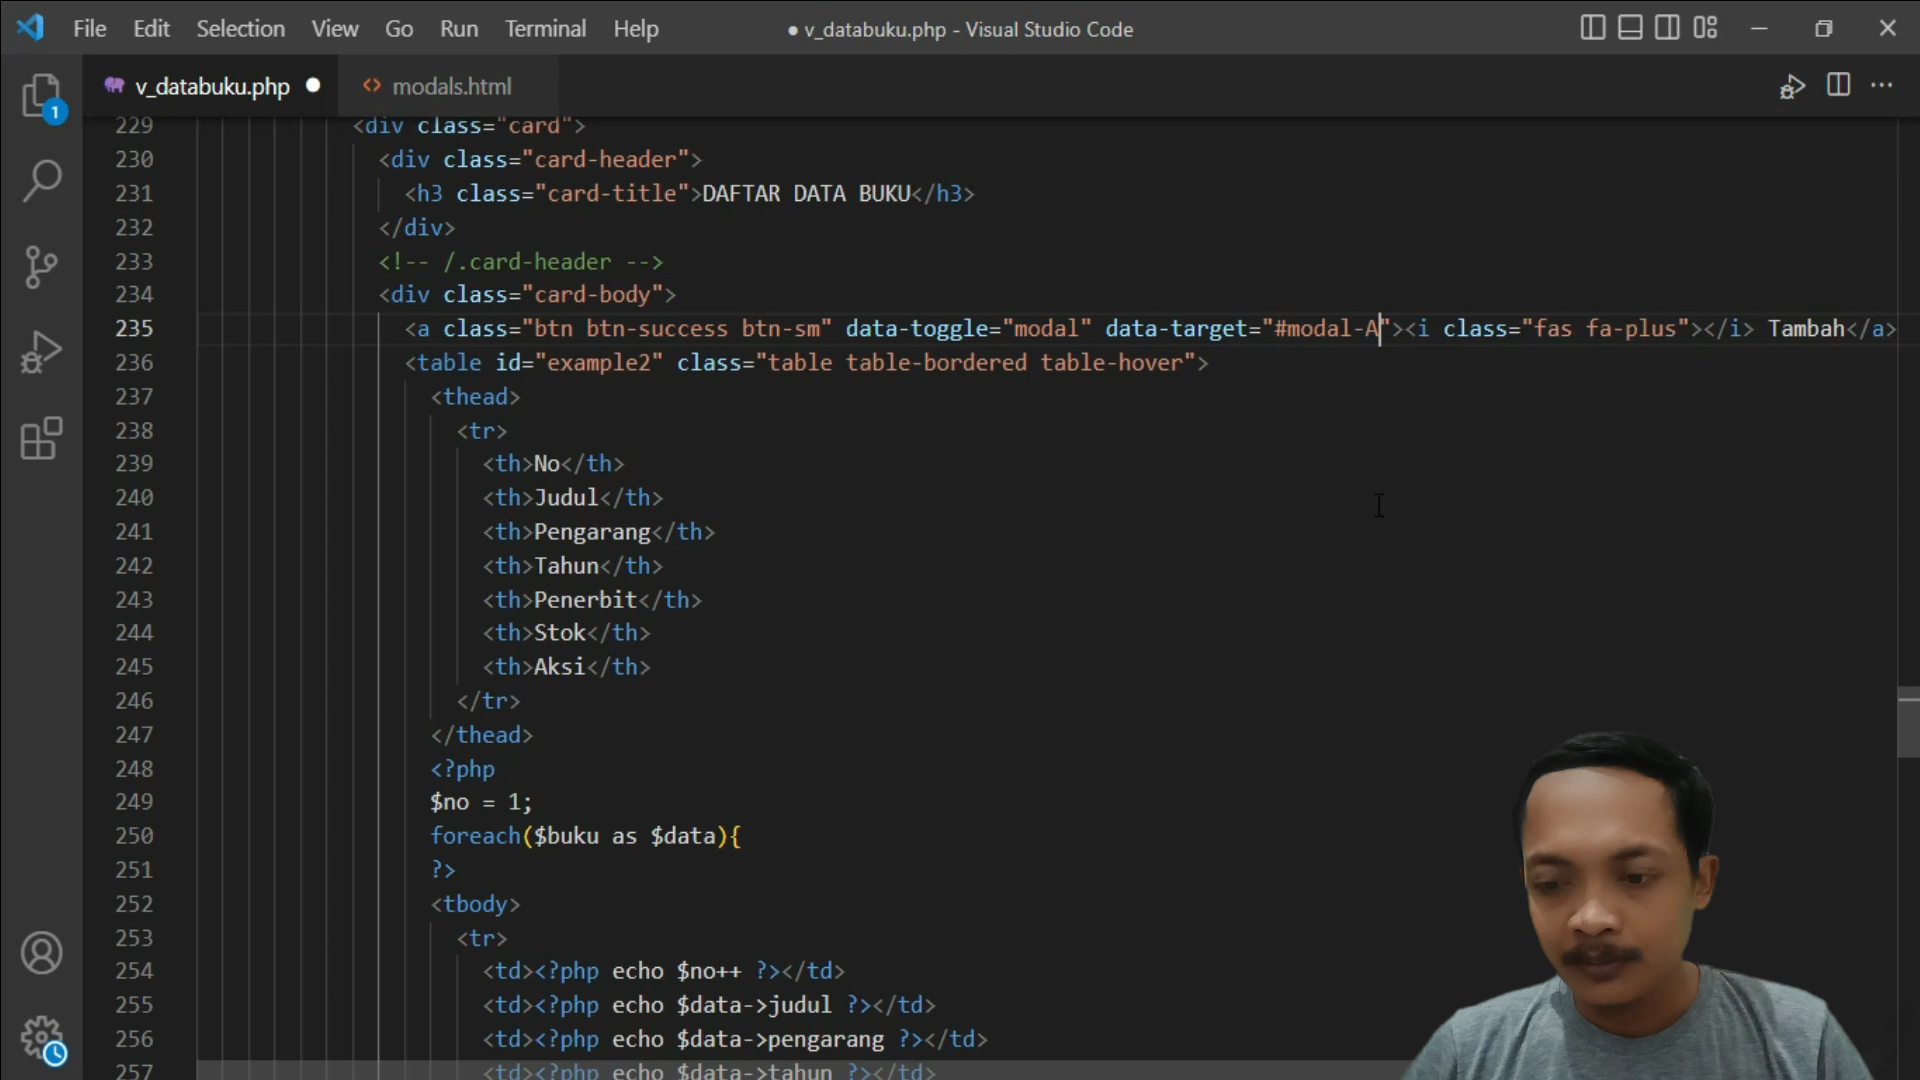 File Edit Selection View Go Run Terminal Help ● v_databuku.php - Visual Studio Code
v_databuku.php ● modals.html
1
229 <div class="card">
230 <div class="card-header">
231 <h3 class="card-title">DAFTAR DATA BUKU</h3>
232 </div>
233 <!-- /.card-header -->
234 <div class="card-body">
235 <a class="btn btn-success btn-sm" data-toggle="modal" data-target="#modal-A"><i class="fas fa-plus"></i> Tambah</a>
236 <table id="example2" class="table table-bordered table-hover">
237 <thead>
238 <tr>
239 <th>No</th>
240 <th>Judul</th>
241 <th>Pengarang</th>
242 <th>Tahun</th>
243 <th>Penerbit</th>
244 <th>Stok</th>
245 <th>Aksi</th>
246 </tr>
247 </thead>
248 <?php
249 $no = 1;
250 foreach($buku as $data){
251 ?>
252 <tbody>
253 <tr>
254 <td><?php echo $no++ ?></td>
255 <td><?php echo $data->judul ?></td>
256 <td><?php echo $data->pengarang ?></td>
257 <td><?php echo $data->tahun ?></td>